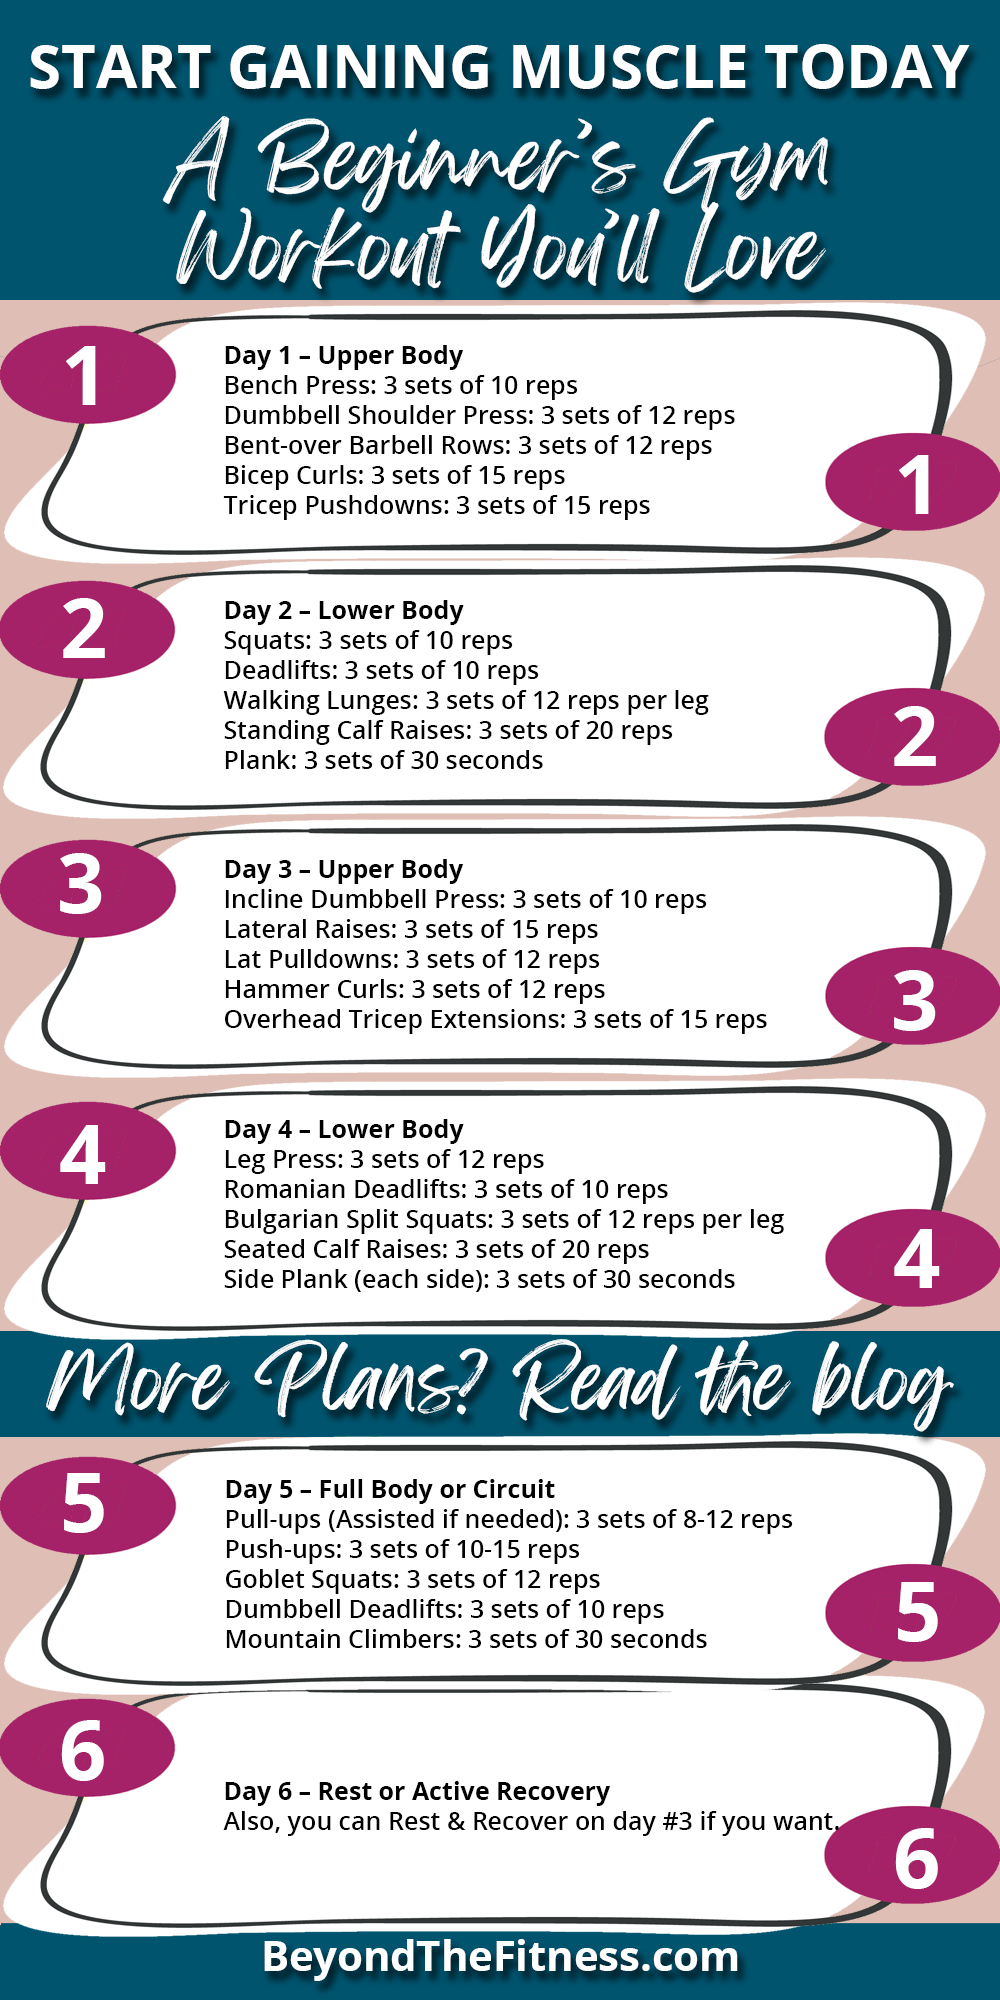 START GAINING MUSCLE TODAY
A Beginner's Gym
Workout You'll Love
1
Day 1 – Upper Body
Bench Press: 3 sets of 10 reps
Dumbbell Shoulder Press: 3 sets of 12 reps
Bent-over Barbell Rows: 3 sets of 12 reps
Bicep Curls: 3 sets of 15 reps
Tricep Pushdowns: 3 sets of 15 reps
1
2
Day 2 – Lower Body
Squats: 3 sets of 10 reps
Deadlifts: 3 sets of 10 reps
Walking Lunges: 3 sets of 12 reps per leg
Standing Calf Raises: 3 sets of 20 reps
Plank: 3 sets of 30 seconds
2
3
Day 3 – Upper Body
Incline Dumbbell Press: 3 sets of 10 reps
Lateral Raises: 3 sets of 15 reps
Lat Pulldowns: 3 sets of 12 reps
Hammer Curls: 3 sets of 12 reps
Overhead Tricep Extensions: 3 sets of 15 reps
3
4
Day 4 – Lower Body
Leg Press: 3 sets of 12 reps
Romanian Deadlifts: 3 sets of 10 reps
Bulgarian Split Squats: 3 sets of 12 reps per leg
Seated Calf Raises: 3 sets of 20 reps
Side Plank (each side): 3 sets of 30 seconds
4
More Plans? Read the blog
5
Day 5 – Full Body or Circuit
Pull-ups (Assisted if needed): 3 sets of 8-12 reps
Push-ups: 3 sets of 10-15 reps
Goblet Squats: 3 sets of 12 reps
Dumbbell Deadlifts: 3 sets of 10 reps
Mountain Climbers: 3 sets of 30 seconds
5
6
Day 6 – Rest or Active Recovery
Also, you can Rest & Recover on day #3 if you want.
6
BeyondTheFitness.com